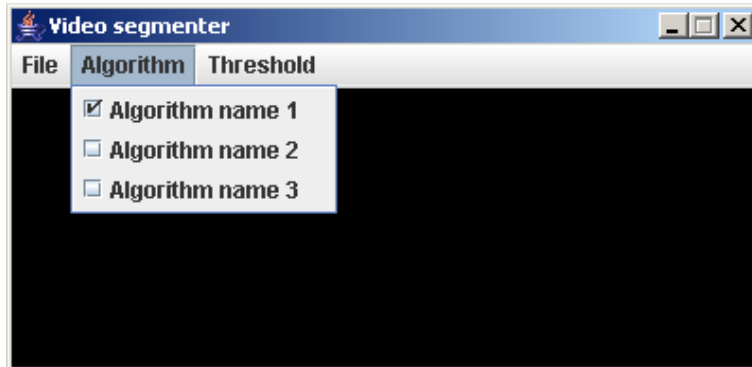 Video segmenter
File Algorithm Threshold
Algorithm name 1
Algorithm name 2
Algorithm name 3